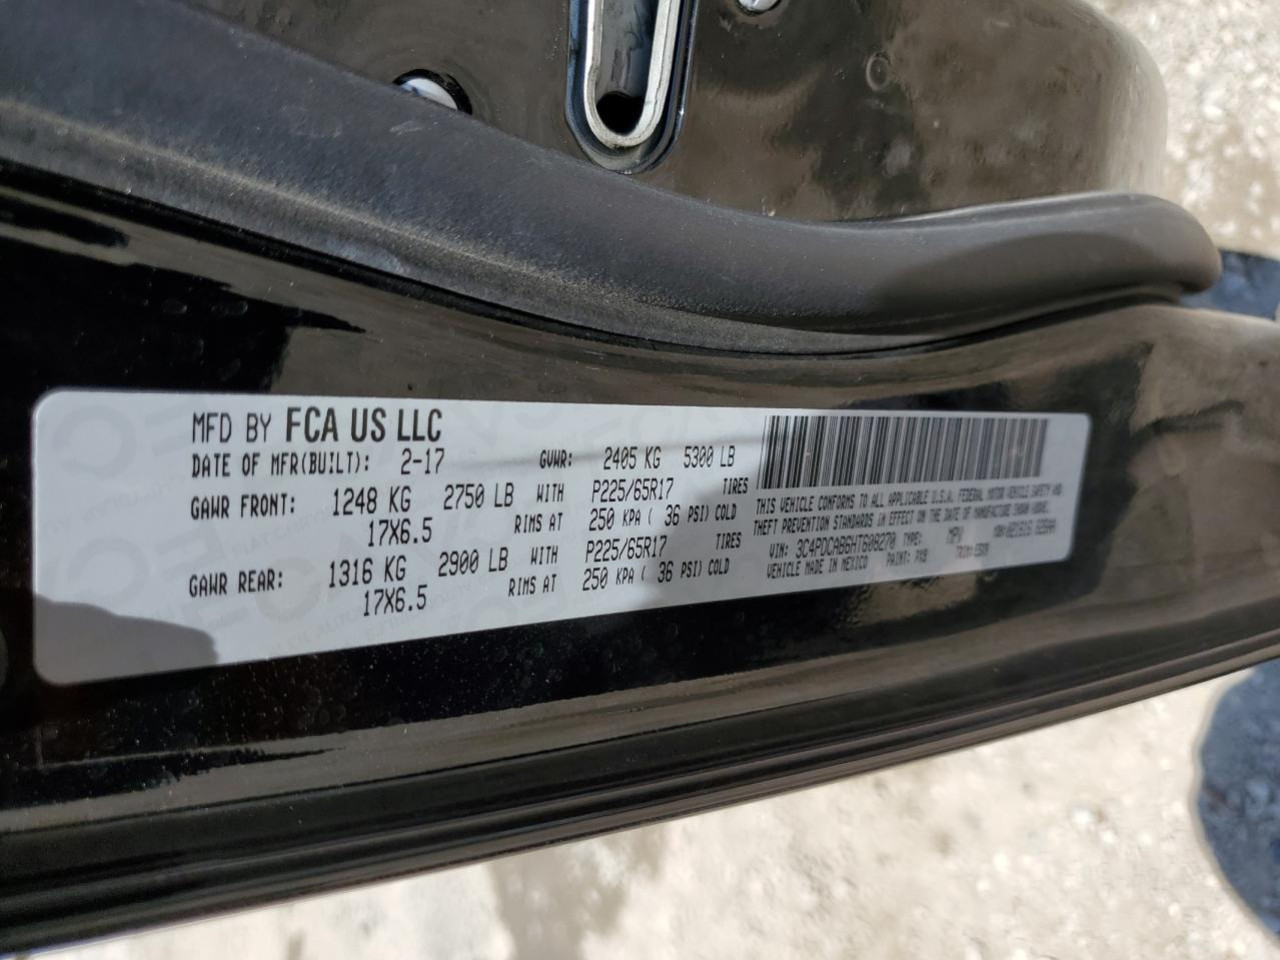 MFD BY FCA US LLC
DATE OF MFR(BUILT): 2-17 GVWR: 2405 KG 5300 LB
GAWR FRONT: 1248 KG 2750 LB WITH P225/65R17 TIRES
17X6.5 RIMS AT 250 KPA ( 36 PSI) COLD
GAWR REAR: 1316 KG 2900 LB WITH P225/65R17 TIRES
17X6.5 RIMS AT 250 KPA ( 36 PSI) COLD
THIS VEHICLE CONFORMS TO ALL APPLICABLE U.S.A. FEDERAL MOTOR VEHICLE SAFETY AND
THEFT PREVENTION STANDARDS IN EFFECT ON THE DATE OF MANUFACTURE SHOWN ABOVE.
VIN: 3C4PDCAB6HT608270 TYPE: MPV
VEHICLE MADE IN MEXICO PAINT: PX8 TRIM: